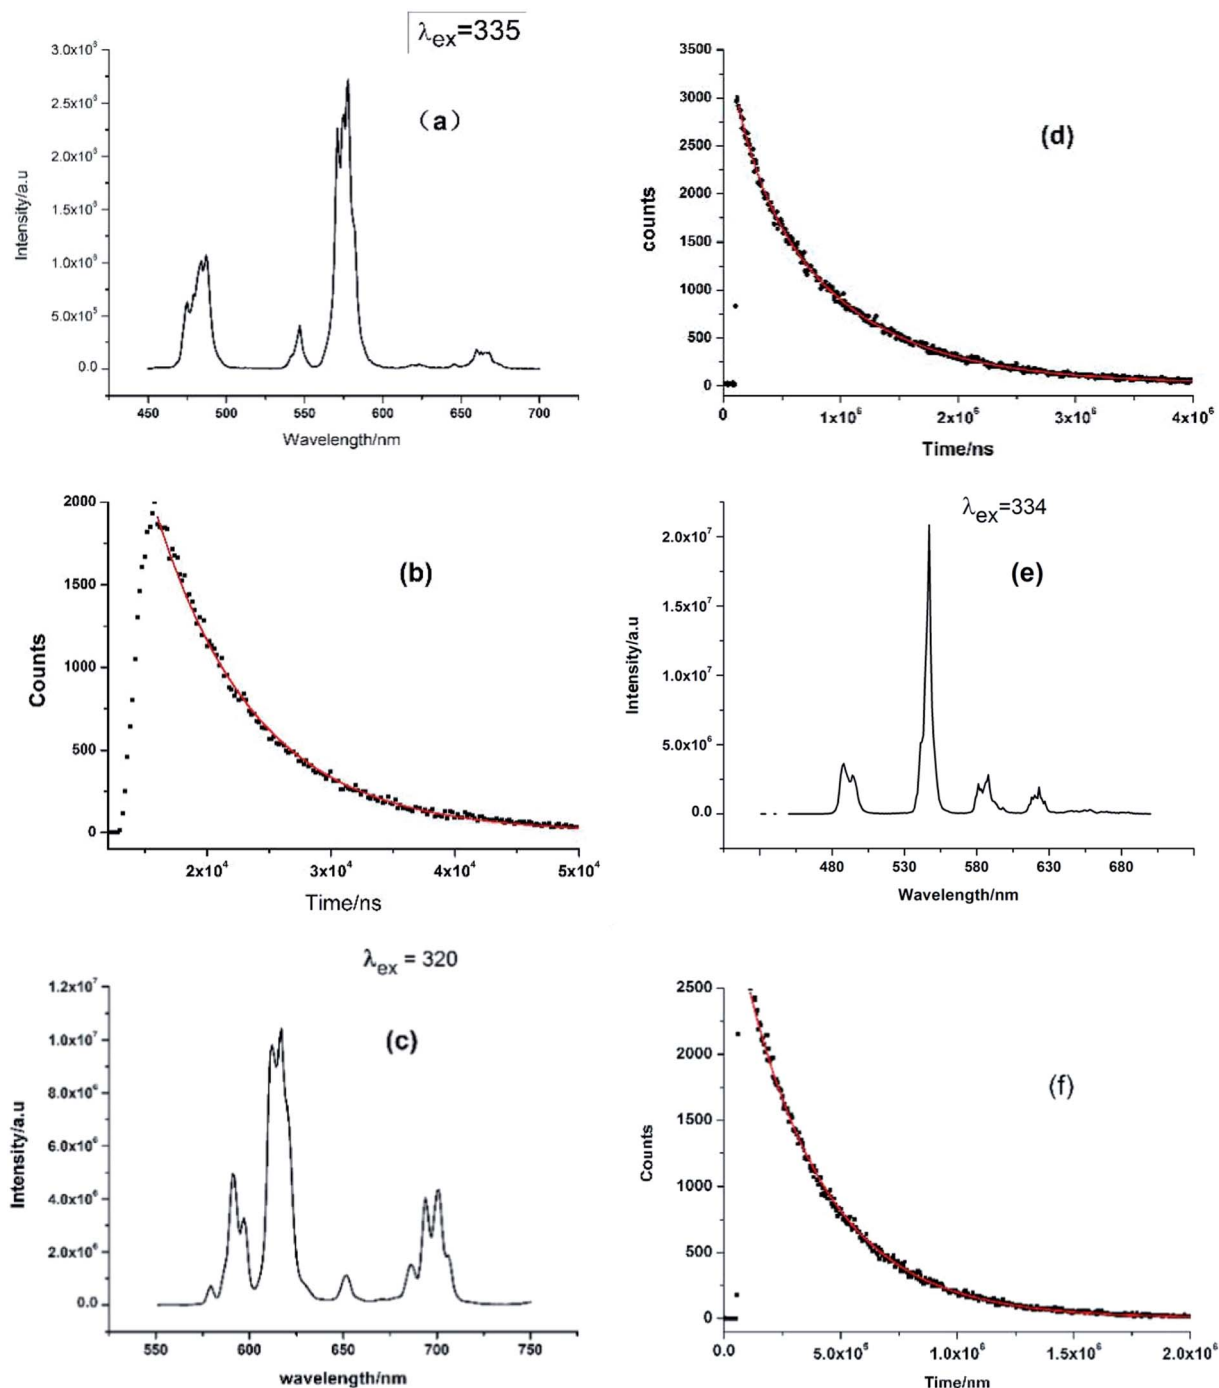 λex=335
(a)
3.0x10⁶
2.5x10⁶
2.0x10⁶
1.5x10⁶
1.0x10⁶
5.0x10⁵
0.0
Intensity/a.u
450 500 550 600 650 700
Wavelength/nm
(d)
3500
3000
2500
2000
1500
1000
500
0
counts
0 1x10⁶ 2x10⁶ 3x10⁶ 4x10⁶
Time/ns
(b)
2000
1500
1000
500
0
Counts
2x10⁴ 3x10⁴ 4x10⁴ 5x10⁴
Time/ns
λex=334
(e)
2.0x10⁷
1.5x10⁷
1.0x10⁷
5.0x10⁶
0.0
Intensity/a.u
480 530 580 630 680
Wavelength/nm
λex = 320
(c)
1.2x10⁷
1.0x10⁷
8.0x10⁶
6.0x10⁶
4.0x10⁶
2.0x10⁶
0.0
Intensity/a.u
550 600 650 700 750
wavelength/nm
(f)
2500
2000
1500
1000
500
0
Counts
0.0 5.0x10⁵ 1.0x10⁶ 1.5x10⁶ 2.0x10⁶
Time/nm